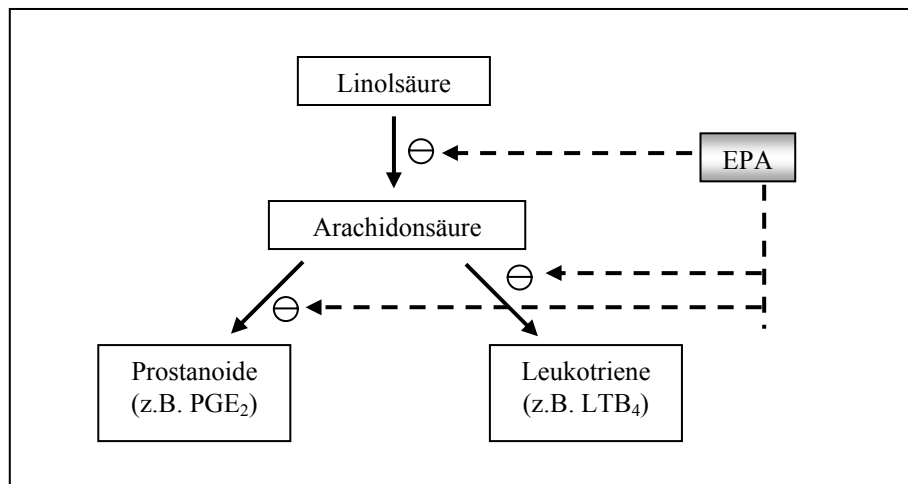 Linolsäure
EPA
Arachidonsäure
Prostanoide
(z.B. PGE₂)
Leukotriene
(z.B. LTB₄)